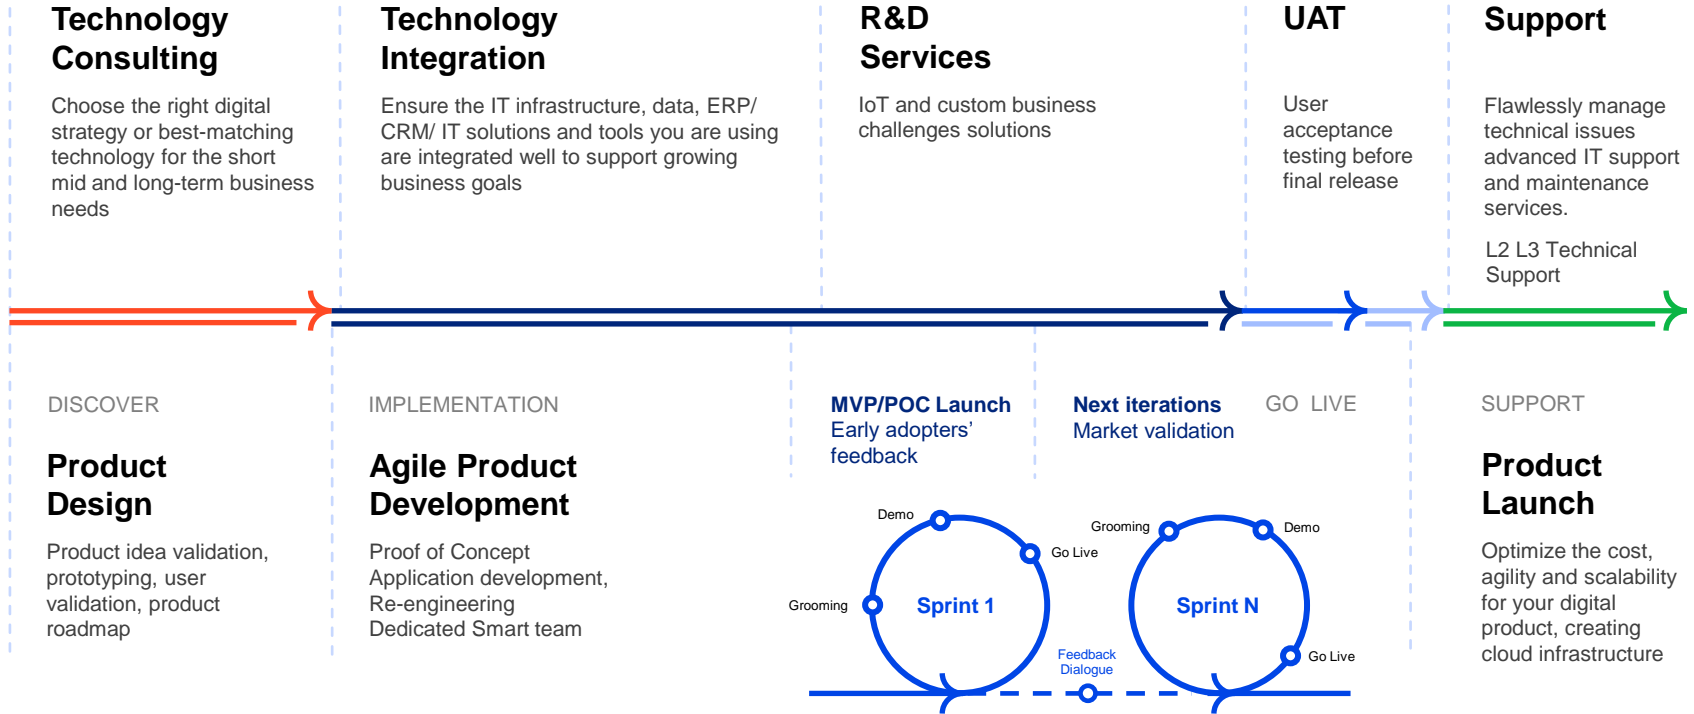 Technology
Consulting
Choose the right digital
strategy or best-matching
technology for the short
mid and long-term business
needs
Technology
Integration
Ensure the IT infrastructure, data, ERP/
CRM/ IT solutions and tools you are using
are integrated well to support growing
business goals
R&D
Services
IoT and custom business
challenges solutions
UAT
User
acceptance
testing before
final release
Support
Flawlessly manage
technical issues
advanced IT support
and maintenance
services.
L2 L3 Technical
Support
DISCOVER
Product
Design
Product idea validation,
prototyping, user
validation, product
roadmap
IMPLEMENTATION
Agile Product
Development
Proof of Concept
Application development,
Re-engineering
Dedicated Smart team
MVP/POC Launch
Early adopters’
feedback
Next iterations
Market validation
GO LIVE
Demo
Go Live
Grooming
Sprint 1
Feedback
Dialogue
Grooming
Demo
Sprint N
Go Live
SUPPORT
Product
Launch
Optimize the cost,
agility and scalability
for your digital
product, creating
cloud infrastructure